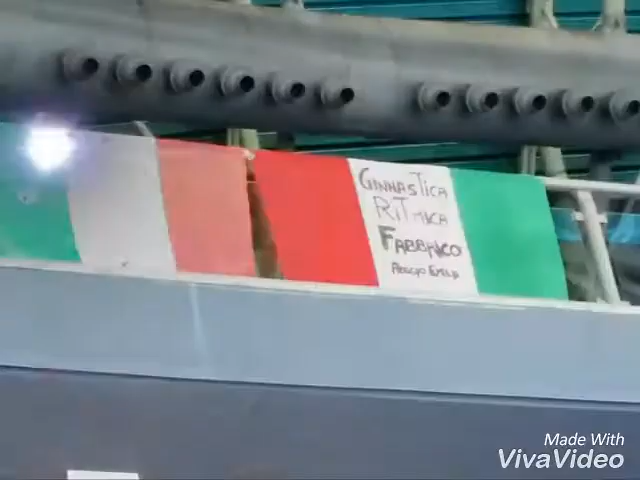 GINNASTICA
RITMICA
FABBRICO
REGGIO EMILIA
Made With
VivaVideo